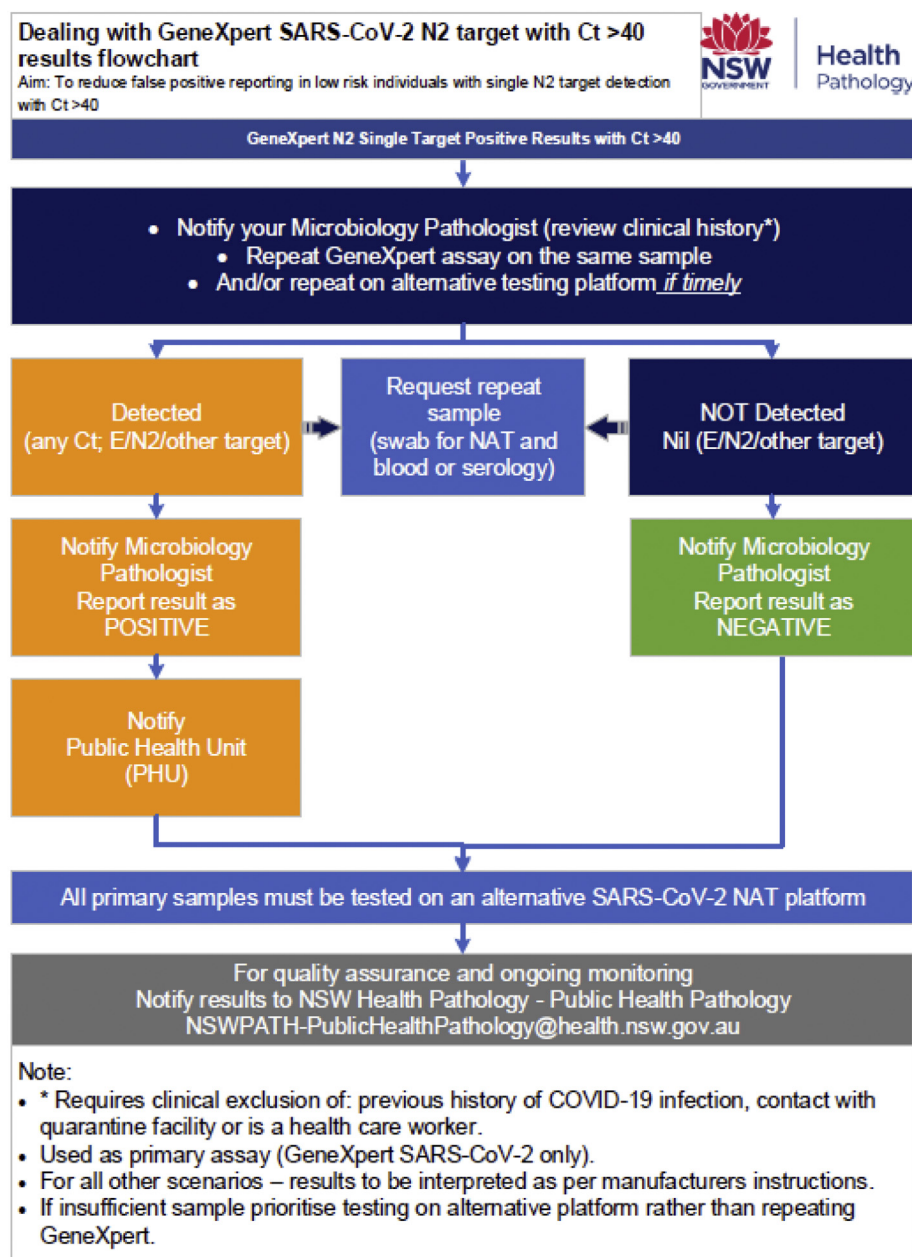 Dealing with GeneXpert SARS-CoV-2 N2 target with Ct >40
results flowchart
Aim: To reduce false positive reporting in low risk individuals with single N2 target detection
with Ct >40
NSW
GOVERNMENT
Health
Pathology
GeneXpert N2 Single Target Positive Results with Ct >40
• Notify your Microbiology Pathologist (review clinical history*)
• Repeat GeneXpert assay on the same sample
• And/or repeat on alternative testing platform if timely
Detected
(any Ct; E/N2/other target)
Request repeat
sample
(swab for NAT and
blood or serology)
NOT Detected
Nil (E/N2/other target)
Notify Microbiology
Pathologist
Report result as
POSITIVE
Notify Microbiology
Pathologist
Report result as
NEGATIVE
Notify
Public Health Unit
(PHU)
All primary samples must be tested on an alternative SARS-CoV-2 NAT platform
For quality assurance and ongoing monitoring
Notify results to NSW Health Pathology - Public Health Pathology
NSWPATH-PublicHealthPathology@health.nsw.gov.au
Note:
• * Requires clinical exclusion of: previous history of COVID-19 infection, contact with
quarantine facility or is a health care worker.
• Used as primary assay (GeneXpert SARS-CoV-2 only).
• For all other scenarios – results to be interpreted as per manufacturers instructions.
• If insufficient sample prioritise testing on alternative platform rather than repeating
GeneXpert.